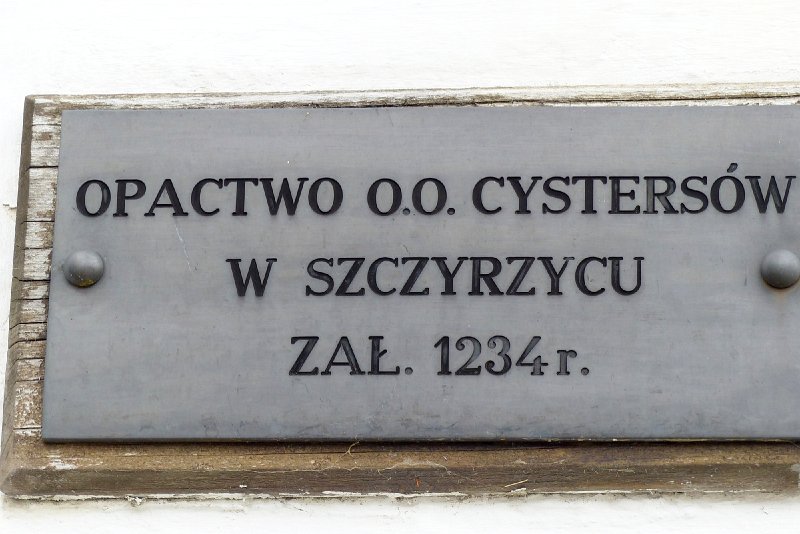 OPACTWO O.O. CYSTERSÓW
W SZCZYRZYCU
ZAŁ. 1234 r.